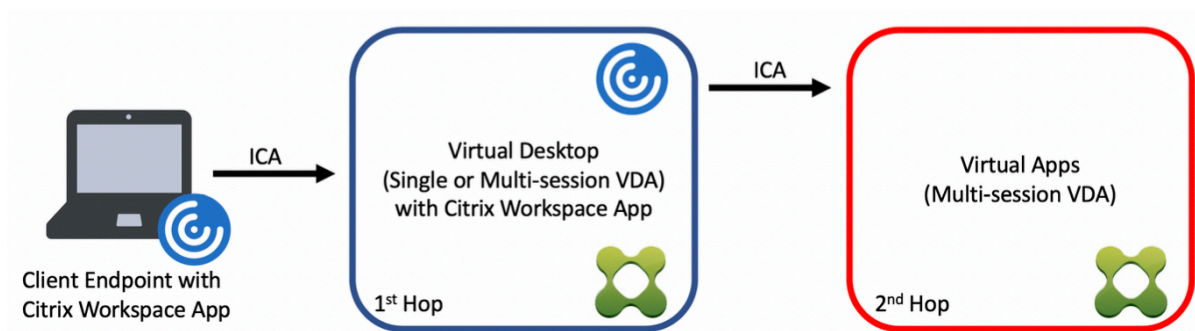 ICA
Client Endpoint with
Citrix Workspace App
Virtual Desktop
(Single or Multi-session VDA)
with Citrix Workspace App
1st Hop
ICA
Virtual Apps
(Multi-session VDA)
2nd Hop